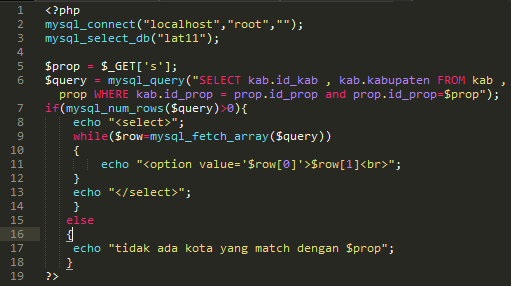 1 <?php
2 mysql_connect("localhost","root","");
3 mysql_select_db("lat11");
4
5 $prop = $_GET['s'];
6 $query = mysql_query("SELECT kab.id_kab , kab.kabupaten FROM kab ,
prop WHERE kab.id_prop = prop.id_prop and prop.id_prop=$prop");
7 if(mysql_num_rows($query)>0){
8 echo "<select>";
9 while($row=mysql_fetch_array($query))
10 {
11 echo "<option value='$row[0]'>$row[1]<br>";
12 }
13 echo "</select>";
14 }
15 else
16 {
17 echo "tidak ada kota yang match dengan $prop";
18 }
19 ?>